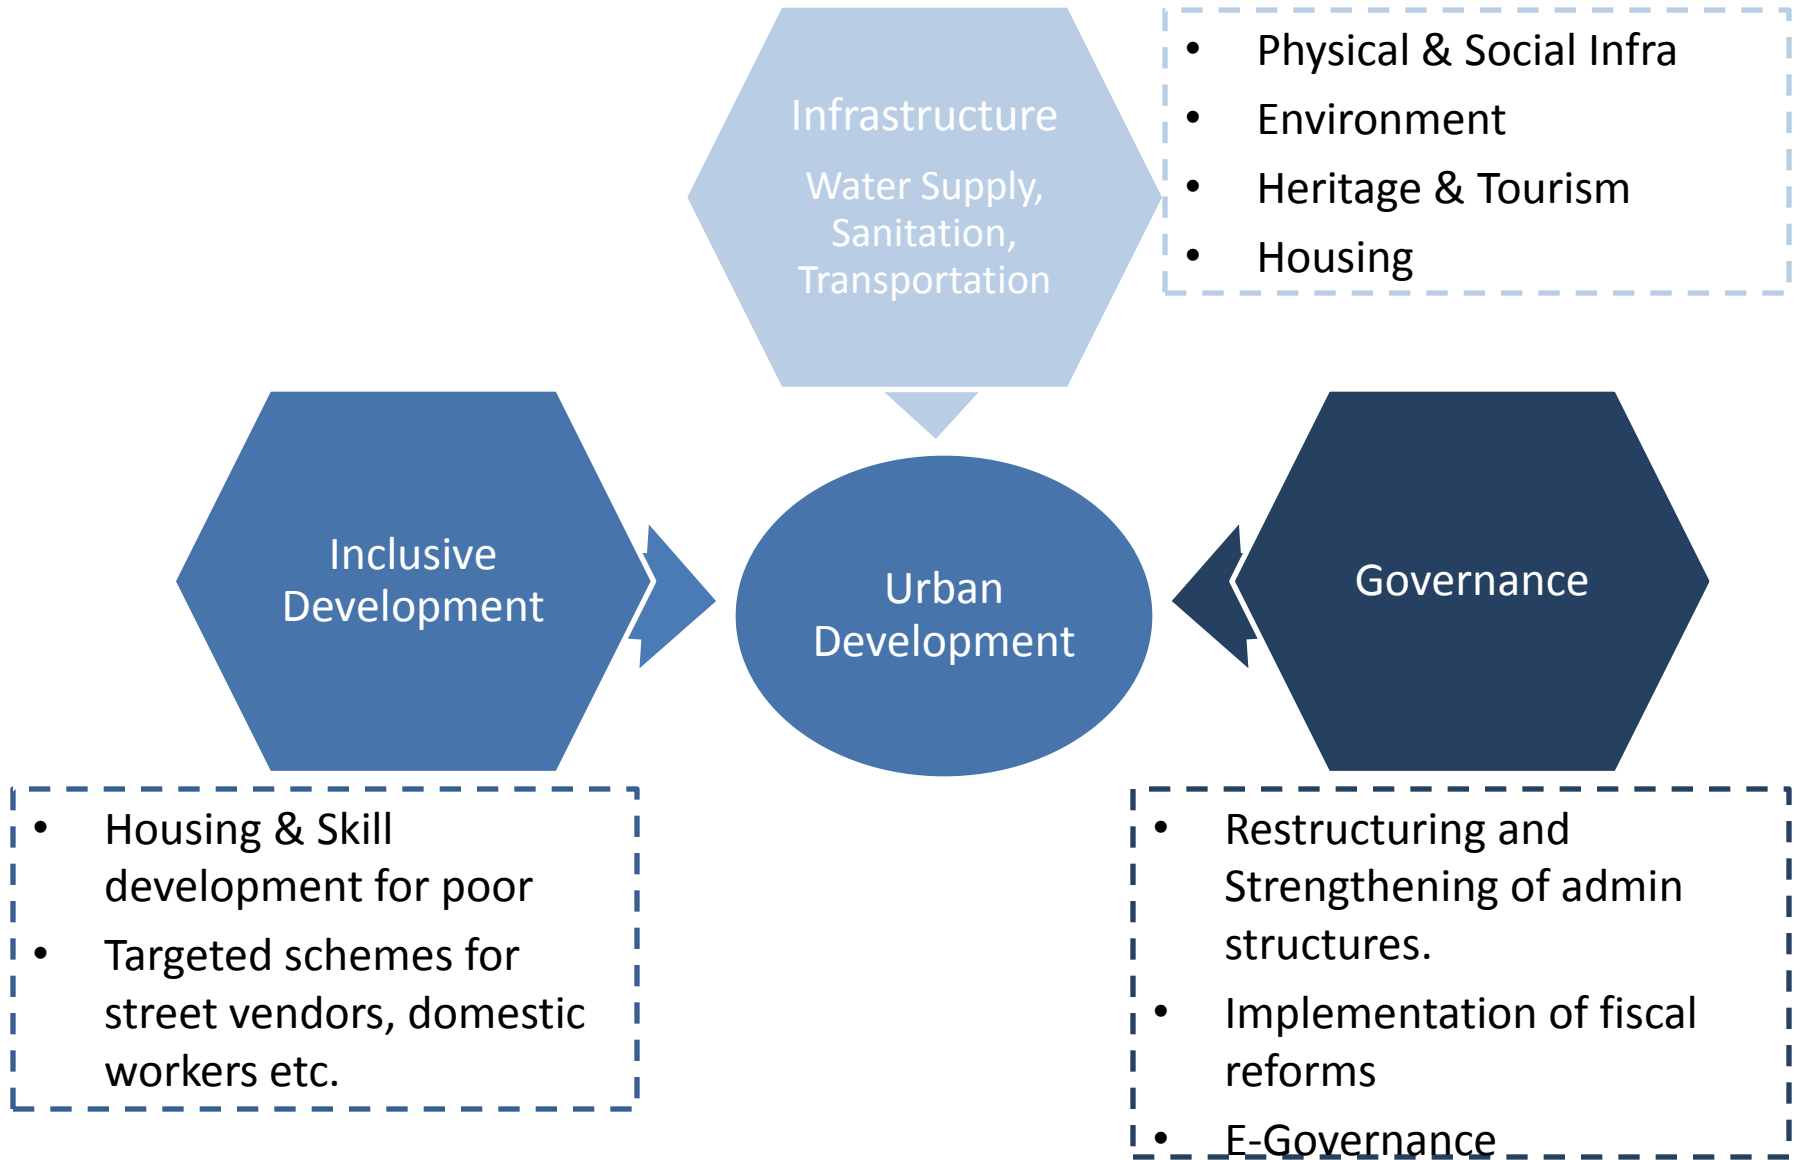 Infrastructure
Water Supply,
Sanitation,
Transportation
• Physical & Social Infra
• Environment
• Heritage & Tourism
• Housing
Inclusive
Development
Urban
Development
Governance
• Housing & Skill
development for poor
• Targeted schemes for
street vendors, domestic
workers etc.
• Restructuring and
Strengthening of admin
structures.
• Implementation of fiscal
reforms
• E-Governance